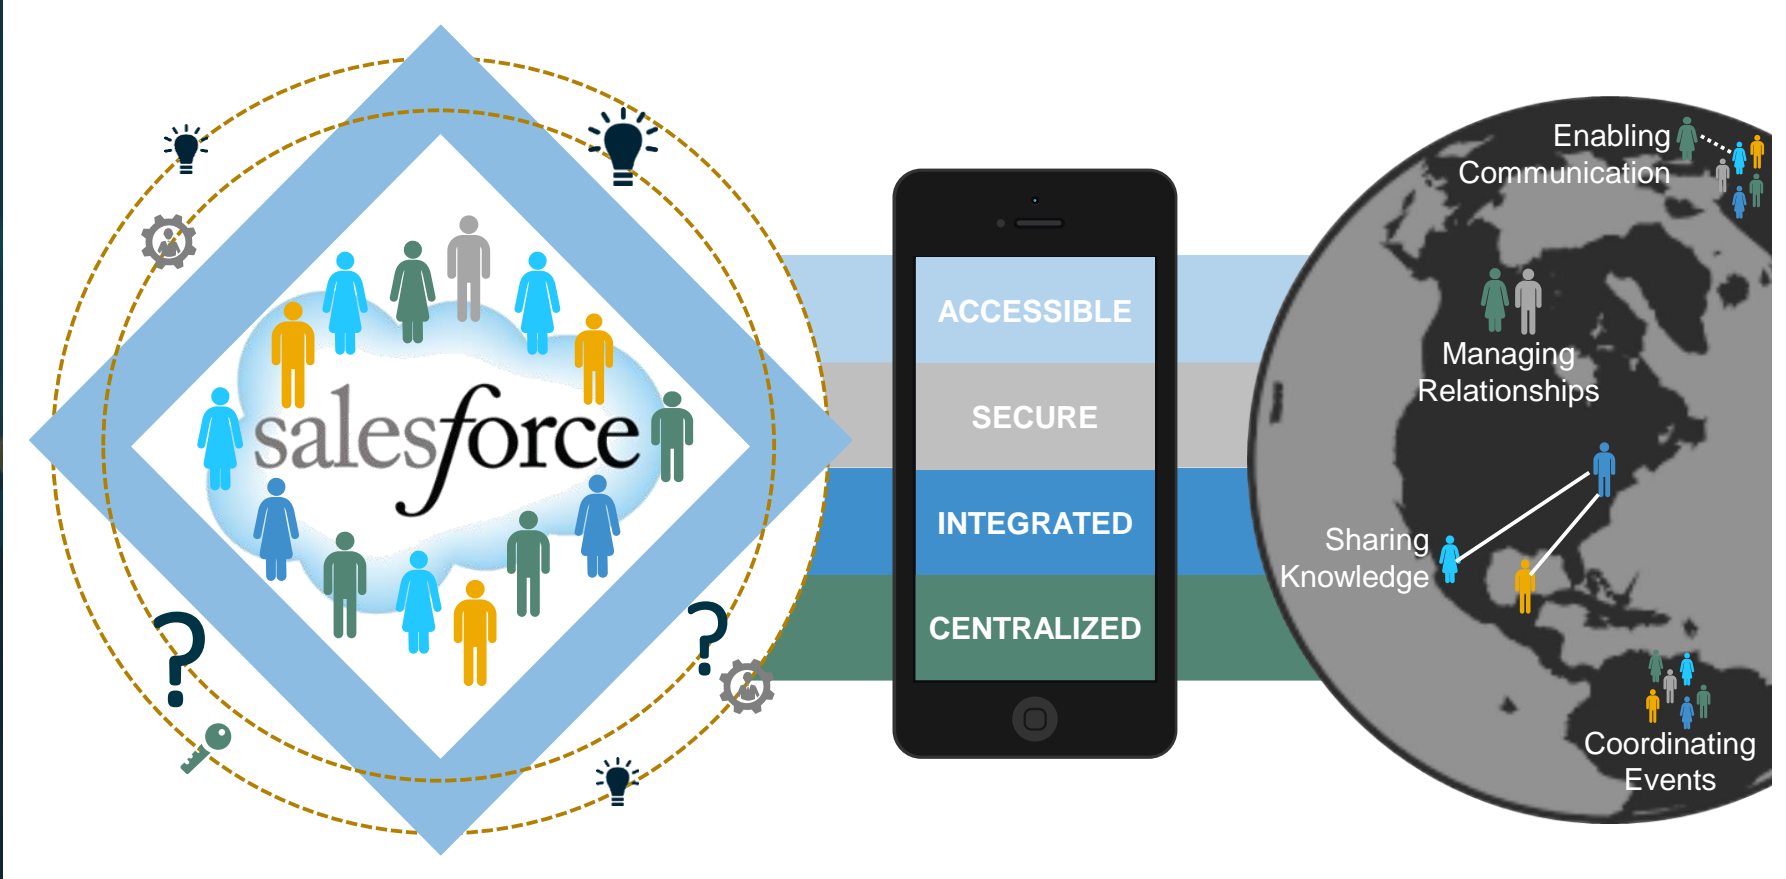 salesforce
ACCESSIBLE
SECURE
INTEGRATED
CENTRALIZED
Enabling
Communication
Managing
Relationships
Sharing
Knowledge
Coordinating
Events
?
?